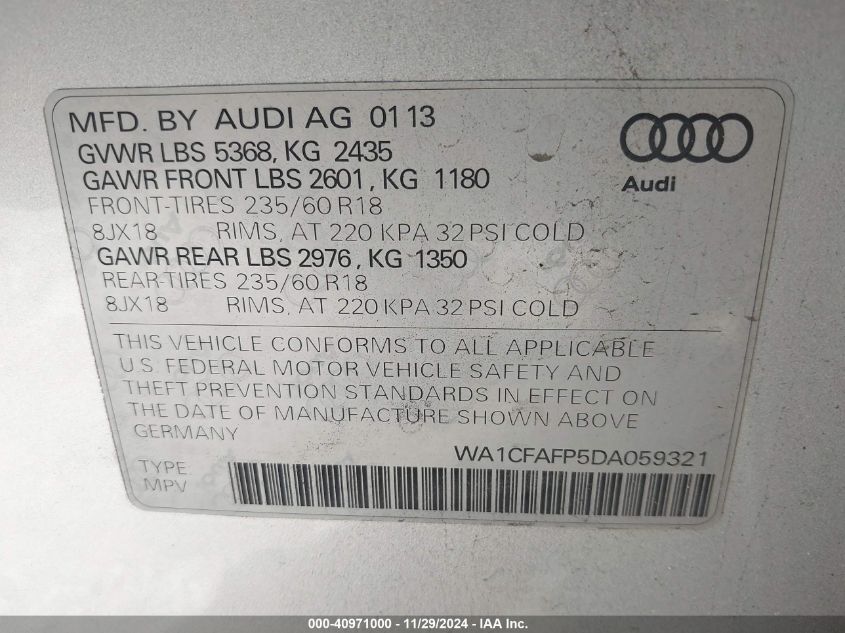 MFD. BY AUDI AG 01 13
GVWR LBS 5368, KG 2435
GAWR FRONT LBS 2601, KG 1180
FRONT-TIRES 235/60 R18
8JX18 RIMS, AT 220 KPA 32 PSI COLD
GAWR REAR LBS 2976, KG 1350
REAR-TIRES 235/60 R18
8JX18 RIMS, AT 220 KPA 32 PSI COLD
Audi
THIS VEHICLE CONFORMS TO ALL APPLICABLE
U.S. FEDERAL MOTOR VEHICLE SAFETY AND
THEFT PREVENTION STANDARDS IN EFFECT ON
THE DATE OF MANUFACTURE SHOWN ABOVE
GERMANY
WA1CFAFP5DA059321
TYPE
MPV
000-40971000 - 11/29/2024 - IAA Inc.